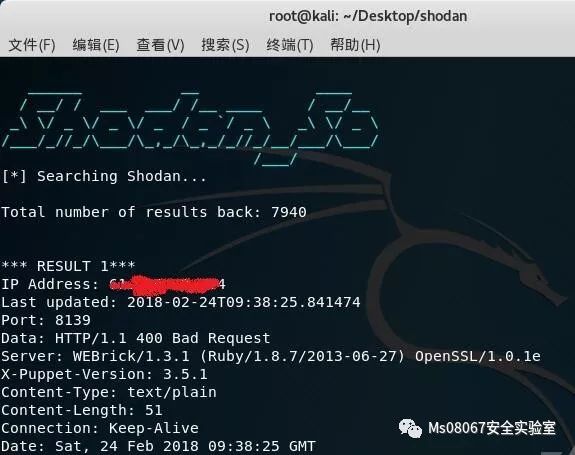 root@kali: ~/Desktop/shodan
文件(F) 编辑(E) 查看(V) 搜索(S) 终端(T) 帮助(H)
[*] Searching Shodan...
Total number of results back: 7940
*** RESULT 1***
IP Address:
Last updated: 2018-02-24T09:38:25.841474
Port: 8139
Data: HTTP/1.1 400 Bad Request
Server: WEBrick/1.3.1 (Ruby/1.8.7/2013-06-27) OpenSSL/1.0.1e
X-Puppet-Version: 3.5.1
Content-Type: text/plain
Content-Length: 51
Connection: Keep-Alive
Date: Sat, 24 Feb 2018 09:38:25 GMT
Ms08067安全实验室